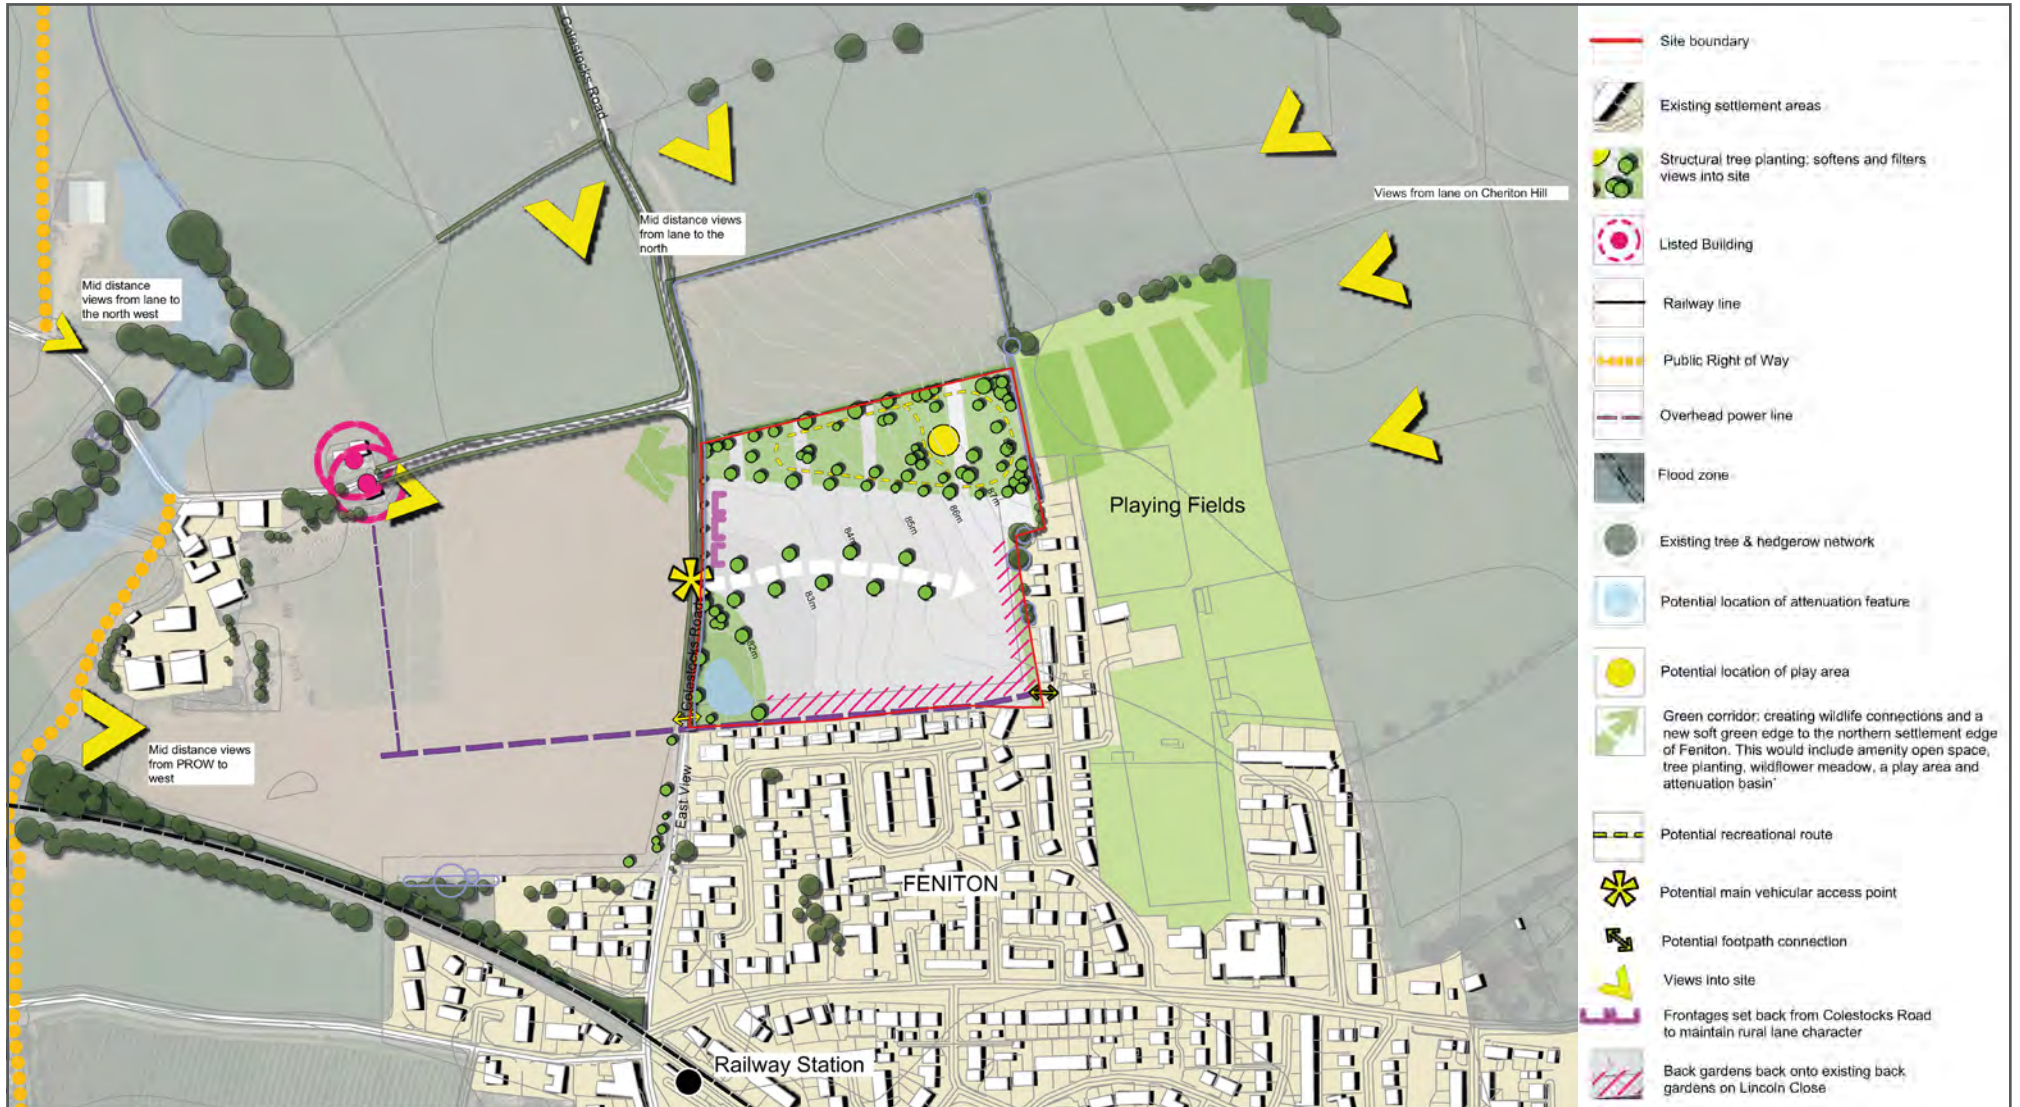 Colestocks Road
Mid distance views
from lane to the
north
Views from lane on Cheriton Hill
Mid distance
views from lane to
the north west
Playing Fields
87m
86m
85m
84m
83m
82m
Colestocks Road
Mid distance views
from PROW to
west
East View
FENITON
Railway Station
Site boundary
Existing settlement areas
Structural tree planting: softens and filters
views into site
Listed Building
Railway line
Public Right of Way
Overhead power line
Flood zone
Existing tree & hedgerow network
Potential location of attenuation feature
Potential location of play area
Green corridor: creating wildlife connections and a
new soft green edge to the northern settlement edge
of Feniton. This would include amenity open space,
tree planting, wildflower meadow, a play area and
attenuation basin'
Potential recreational route
Potential main vehicular access point
Potential footpath connection
Views into site
Frontages set back from Colestocks Road
to maintain rural lane character
Back gardens back onto existing back
gardens on Lincoln Close